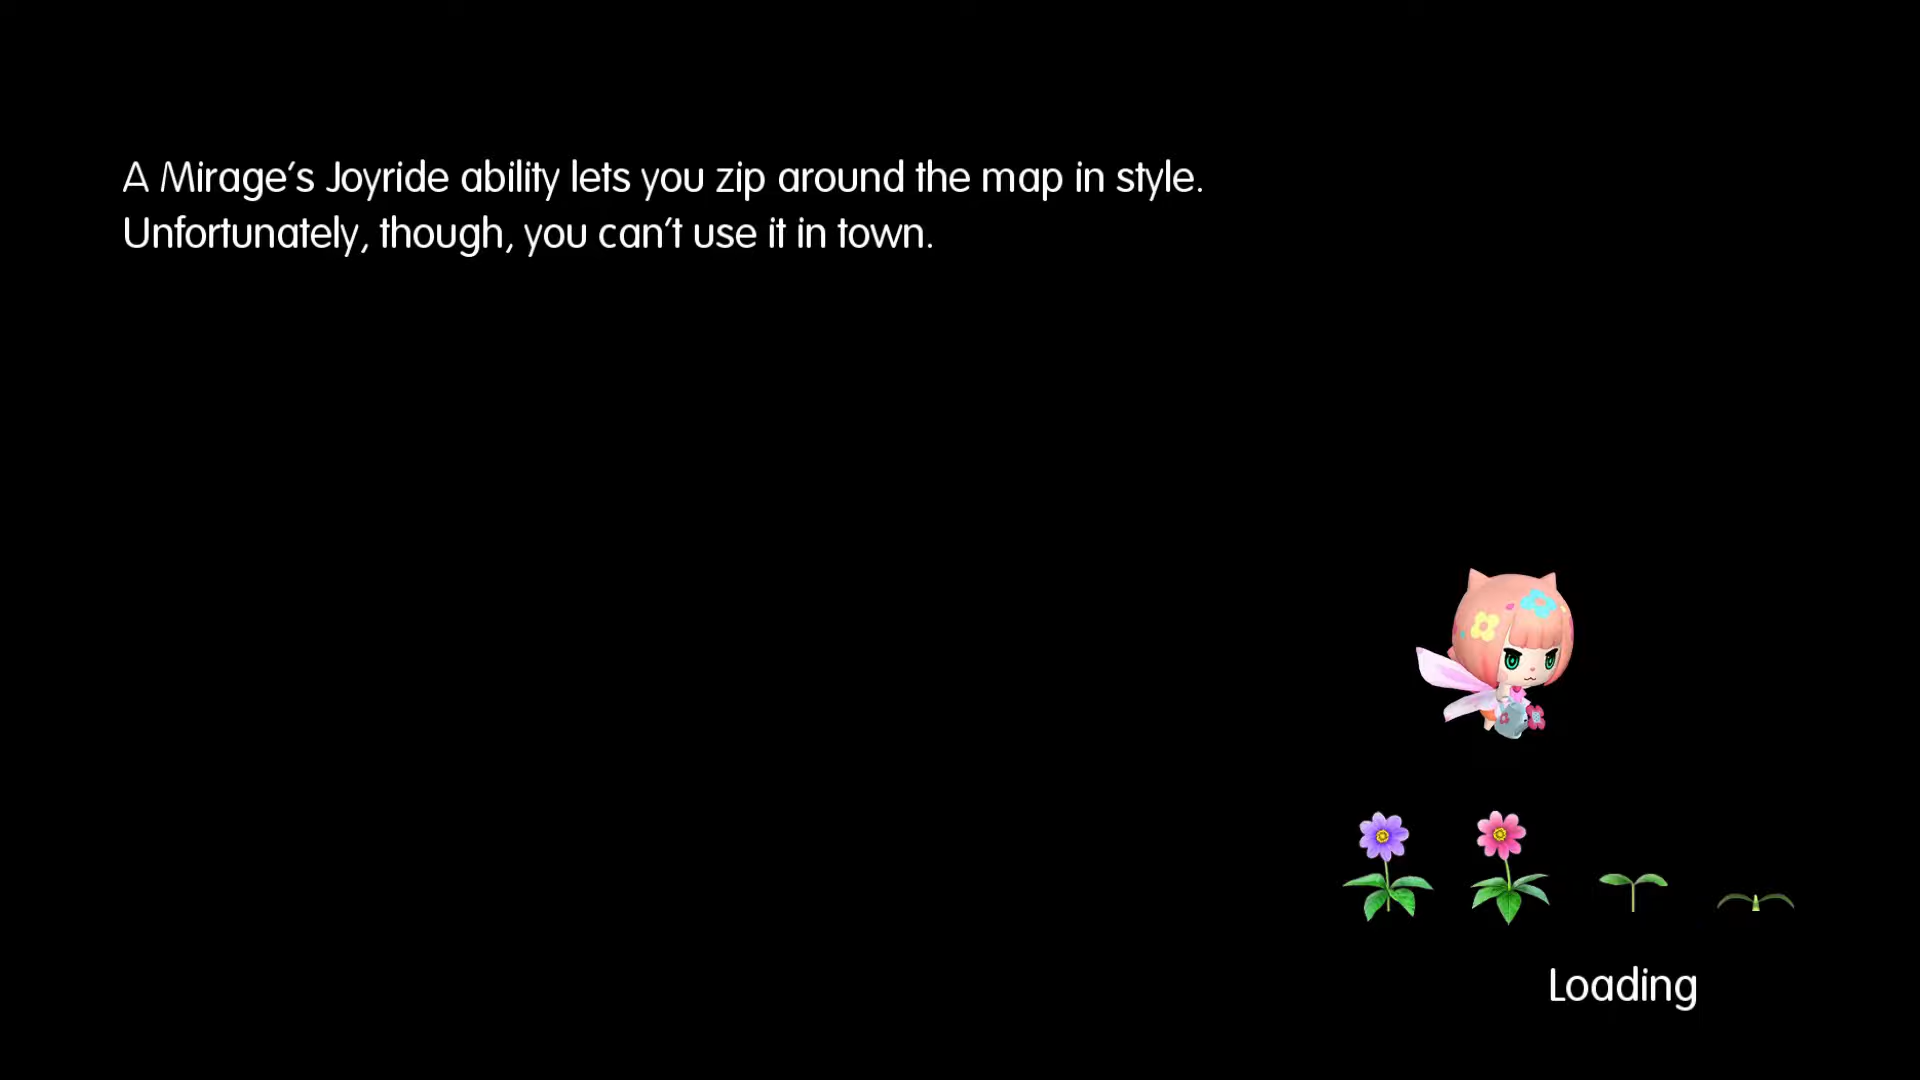 A Mirage's Joyride ability lets you zip around the map in style.
Unfortunately, though, you can't use it in town.
Loading